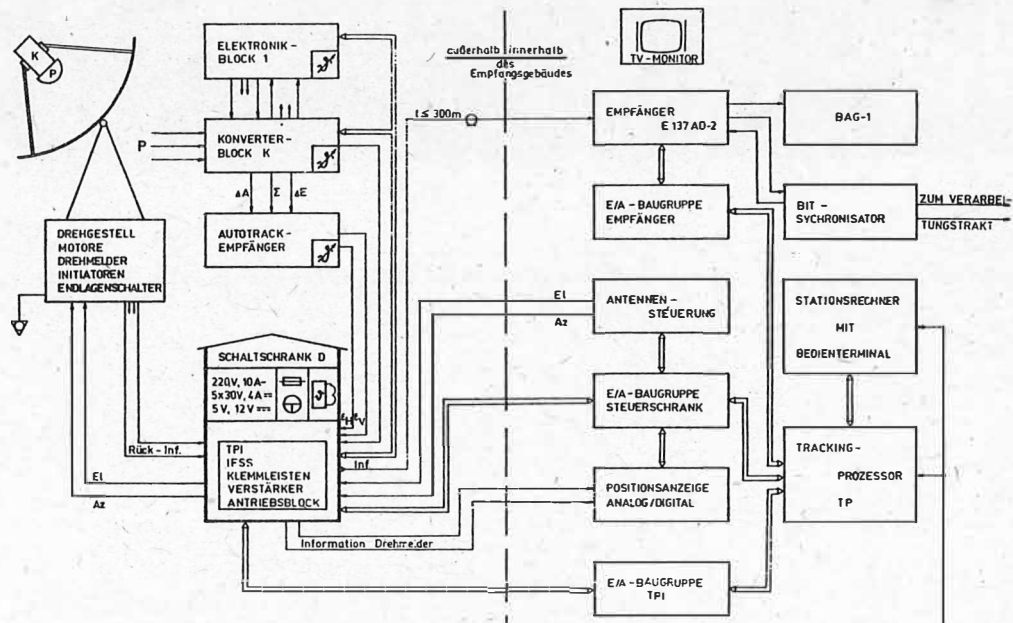 K
P
ELEKTRONIK-
BLOCK 1
ϑ
KONVERTER-
BLOCK K
ϑ
P
ΔA
Σ
ΔE
AUTOTRACK-
EMPFÄNGER
ϑ
DREHGESTELL
MOTORE
DREHMELDER
INITIATOREN
ENDLAGENSCHALTER
SCHALTSCHRANK D
220V, 10A~
5x30V, 4A
5V, 12V
ϑ
TPI
IFSS
KLEMMLEISTEN
VERSTÄRKER
ANTRIEBSBLOCK
Rück-Inf.
El
Az
Inf.
Information Drehmelder
außerhalb innerhalb
des
Empfangsgebäudes
l ≤ 300m
TV-MONITOR
EMPFÄNGER
E 137 AO-2
BAG-1
E/A-BAUGRUPPE
EMPFÄNGER
BIT-
SYCHRONISATOR
ZUM VERARBEI-
TUNGSTRAKT
El
Az
ANTENNEN-
STEUERUNG
STATIONSRECHNER
MIT
BEDIENTERMINAL
E/A-BAUGRUPPE
STEUERSCHRANK
POSITIONSANZEIGE
ANALOG/DIGITAL
TRACKING-
PROZESSOR
TP
E/A-BAUGRUPPE
TPI